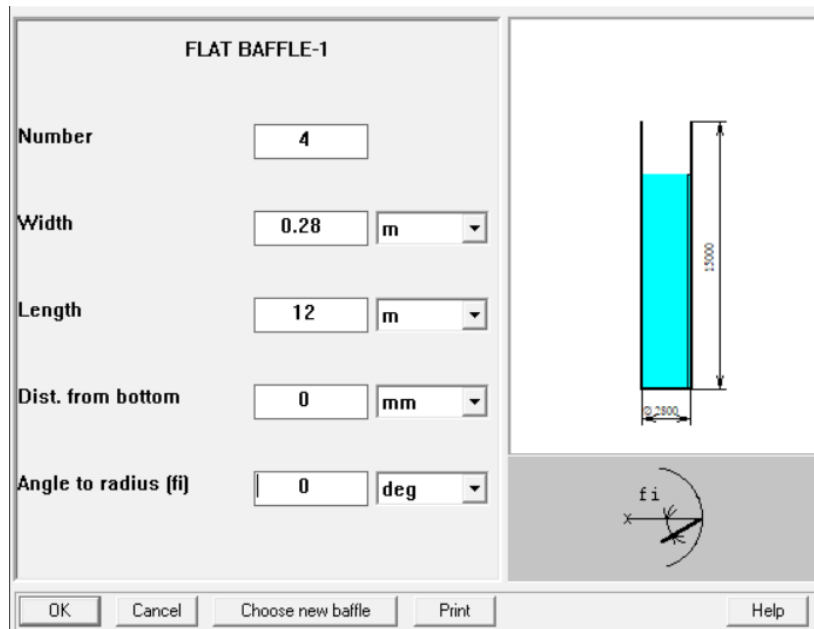 FLAT BAFFLE-1
Number 4
Width 0.28 m
Length 12 m
Dist. from bottom 0 mm
Angle to radius (fi) 0 deg
15000
Ø 2800
fi
OK Cancel Choose new baffle Print Help